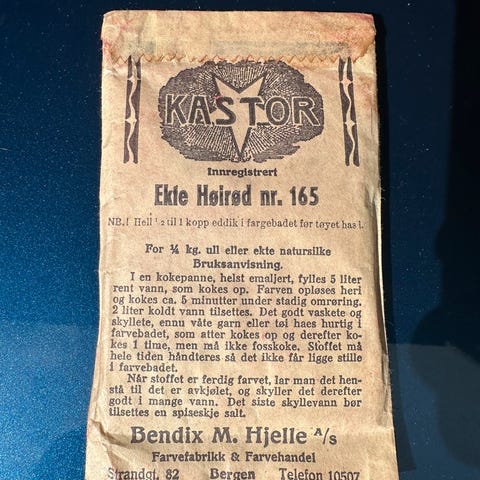 KASTOR
Innregistrert
Ekte Høirød nr. 165
NB.! Hell ½ til 1 kopp eddik i fargebadet før tøyet has i.
For ¼ kg. ull eller ekte natursilke
Bruksanvisning.
I en kokepanne, helst emaljert, fylles 5 liter
rent vann, som kokes op. Farven opløses heri
og kokes ca. 5 minutter under stadig omrøring.
2 liter koldt vann tilsettes. Det godt vaskete og
skyllete, ennu våte garn eller tøi haes hurtig i
farvebadet, som atter kokes op og derefter ko-
kes 1 time, men må ikke fosskoke. Stoffet må
hele tiden håndteres så det ikke får ligge stille
i farvebadet.
Når stoffet er ferdig farvet, lar man det hen-
stå til det er avkjølet, og skyller det derefter
godt i mange vann. Det siste skyllevann bør
tilsettes en spiseskje salt.
Bendix M. Hjelle A/s
Farvefabrikk & Farvehandel
Strandgt. 82 Bergen Telefon 10507